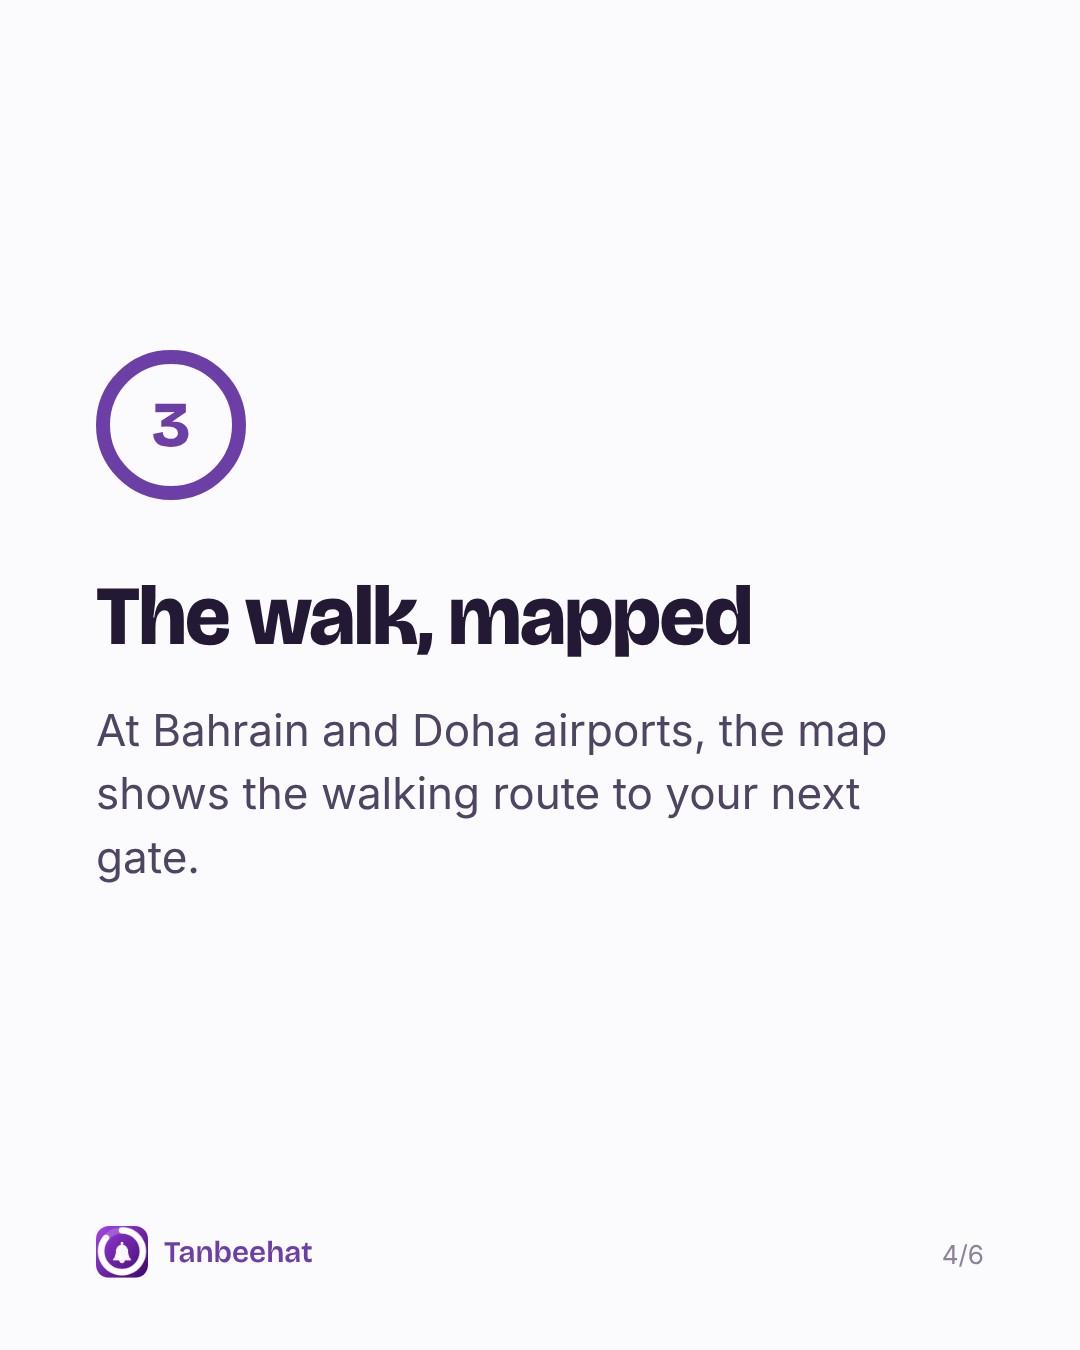 3
The walk, mapped
At Bahrain and Doha airports, the map
shows the walking route to your next
gate.
Tanbeehat
4/6